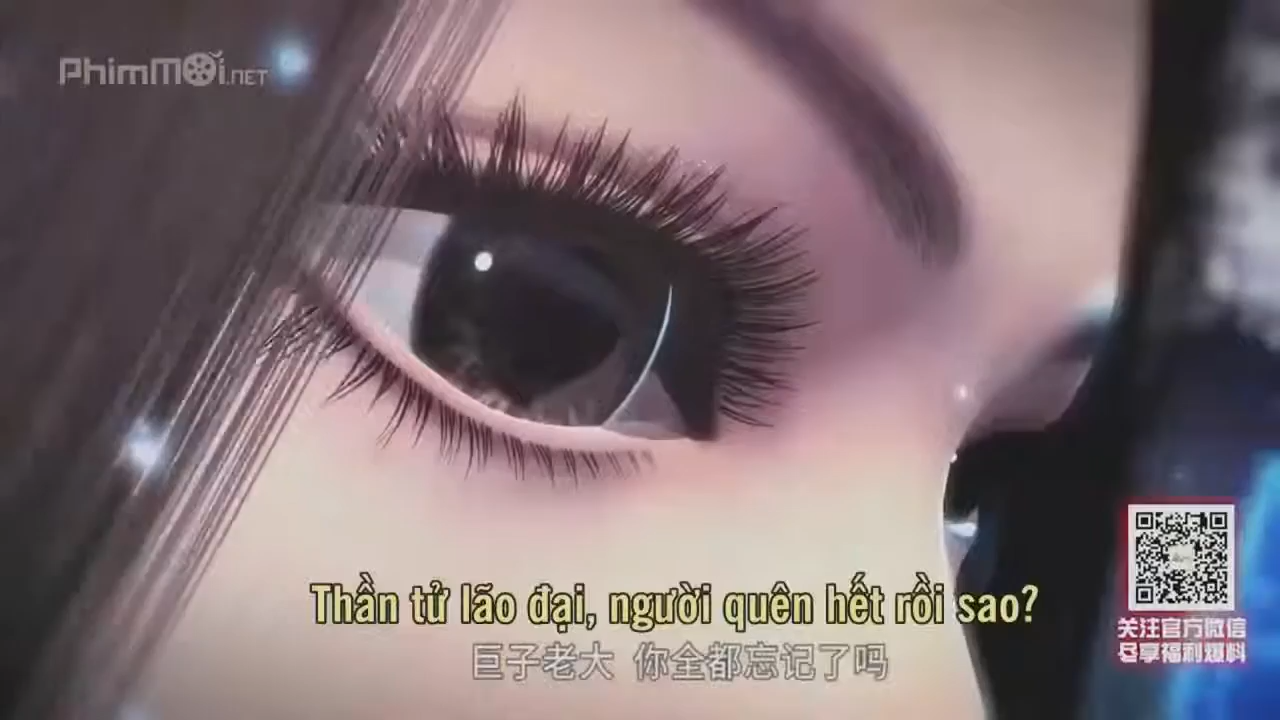 PhimMỡi.NET
Thần tử lão đại, người quên hết rồi sao?
巨子老大 你全都忘记了吗
关注官方微信
尽享福利爆料